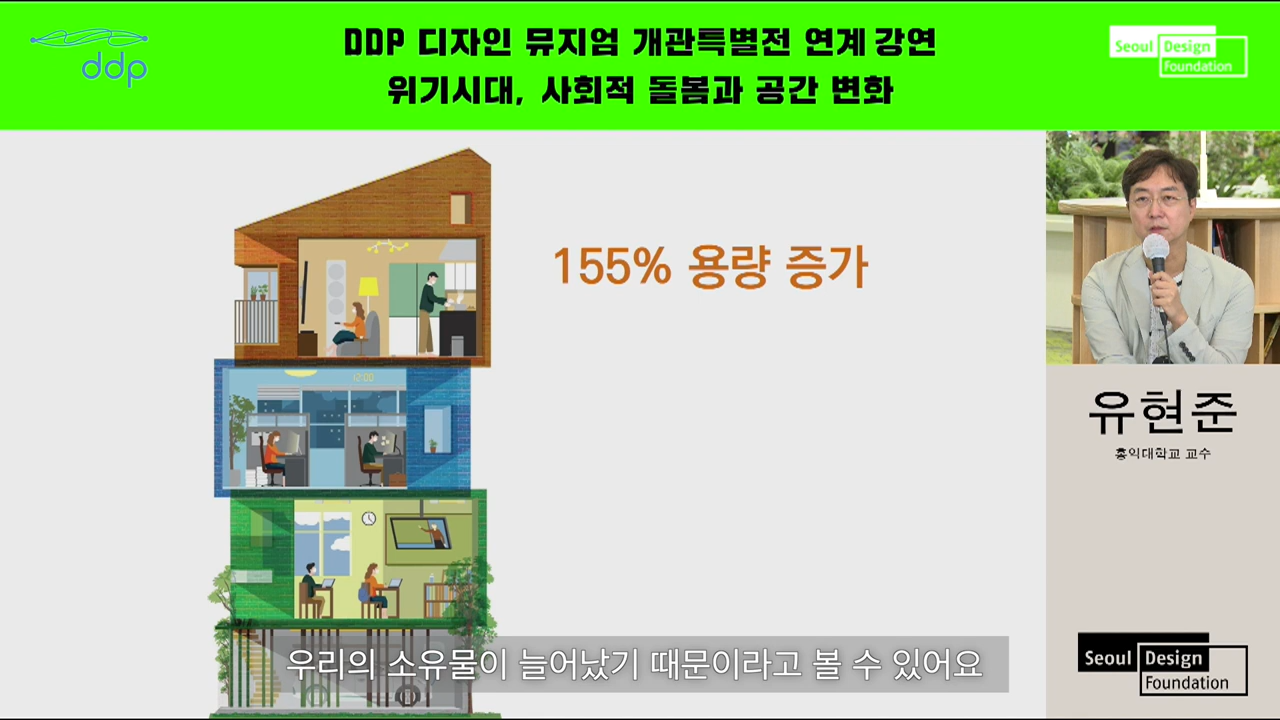 ddp
DDP 디자인 뮤지엄 개관특별전 연계 강연
위기시대, 사회적 돌봄과 공간 변화
Seoul Design
Foundation
155% 용량 증가
12:00
유현준
홍익대학교 교수
우리의 소유물이 늘어났기 때문이라고 볼 수 있어요
Seoul Design
Foundation